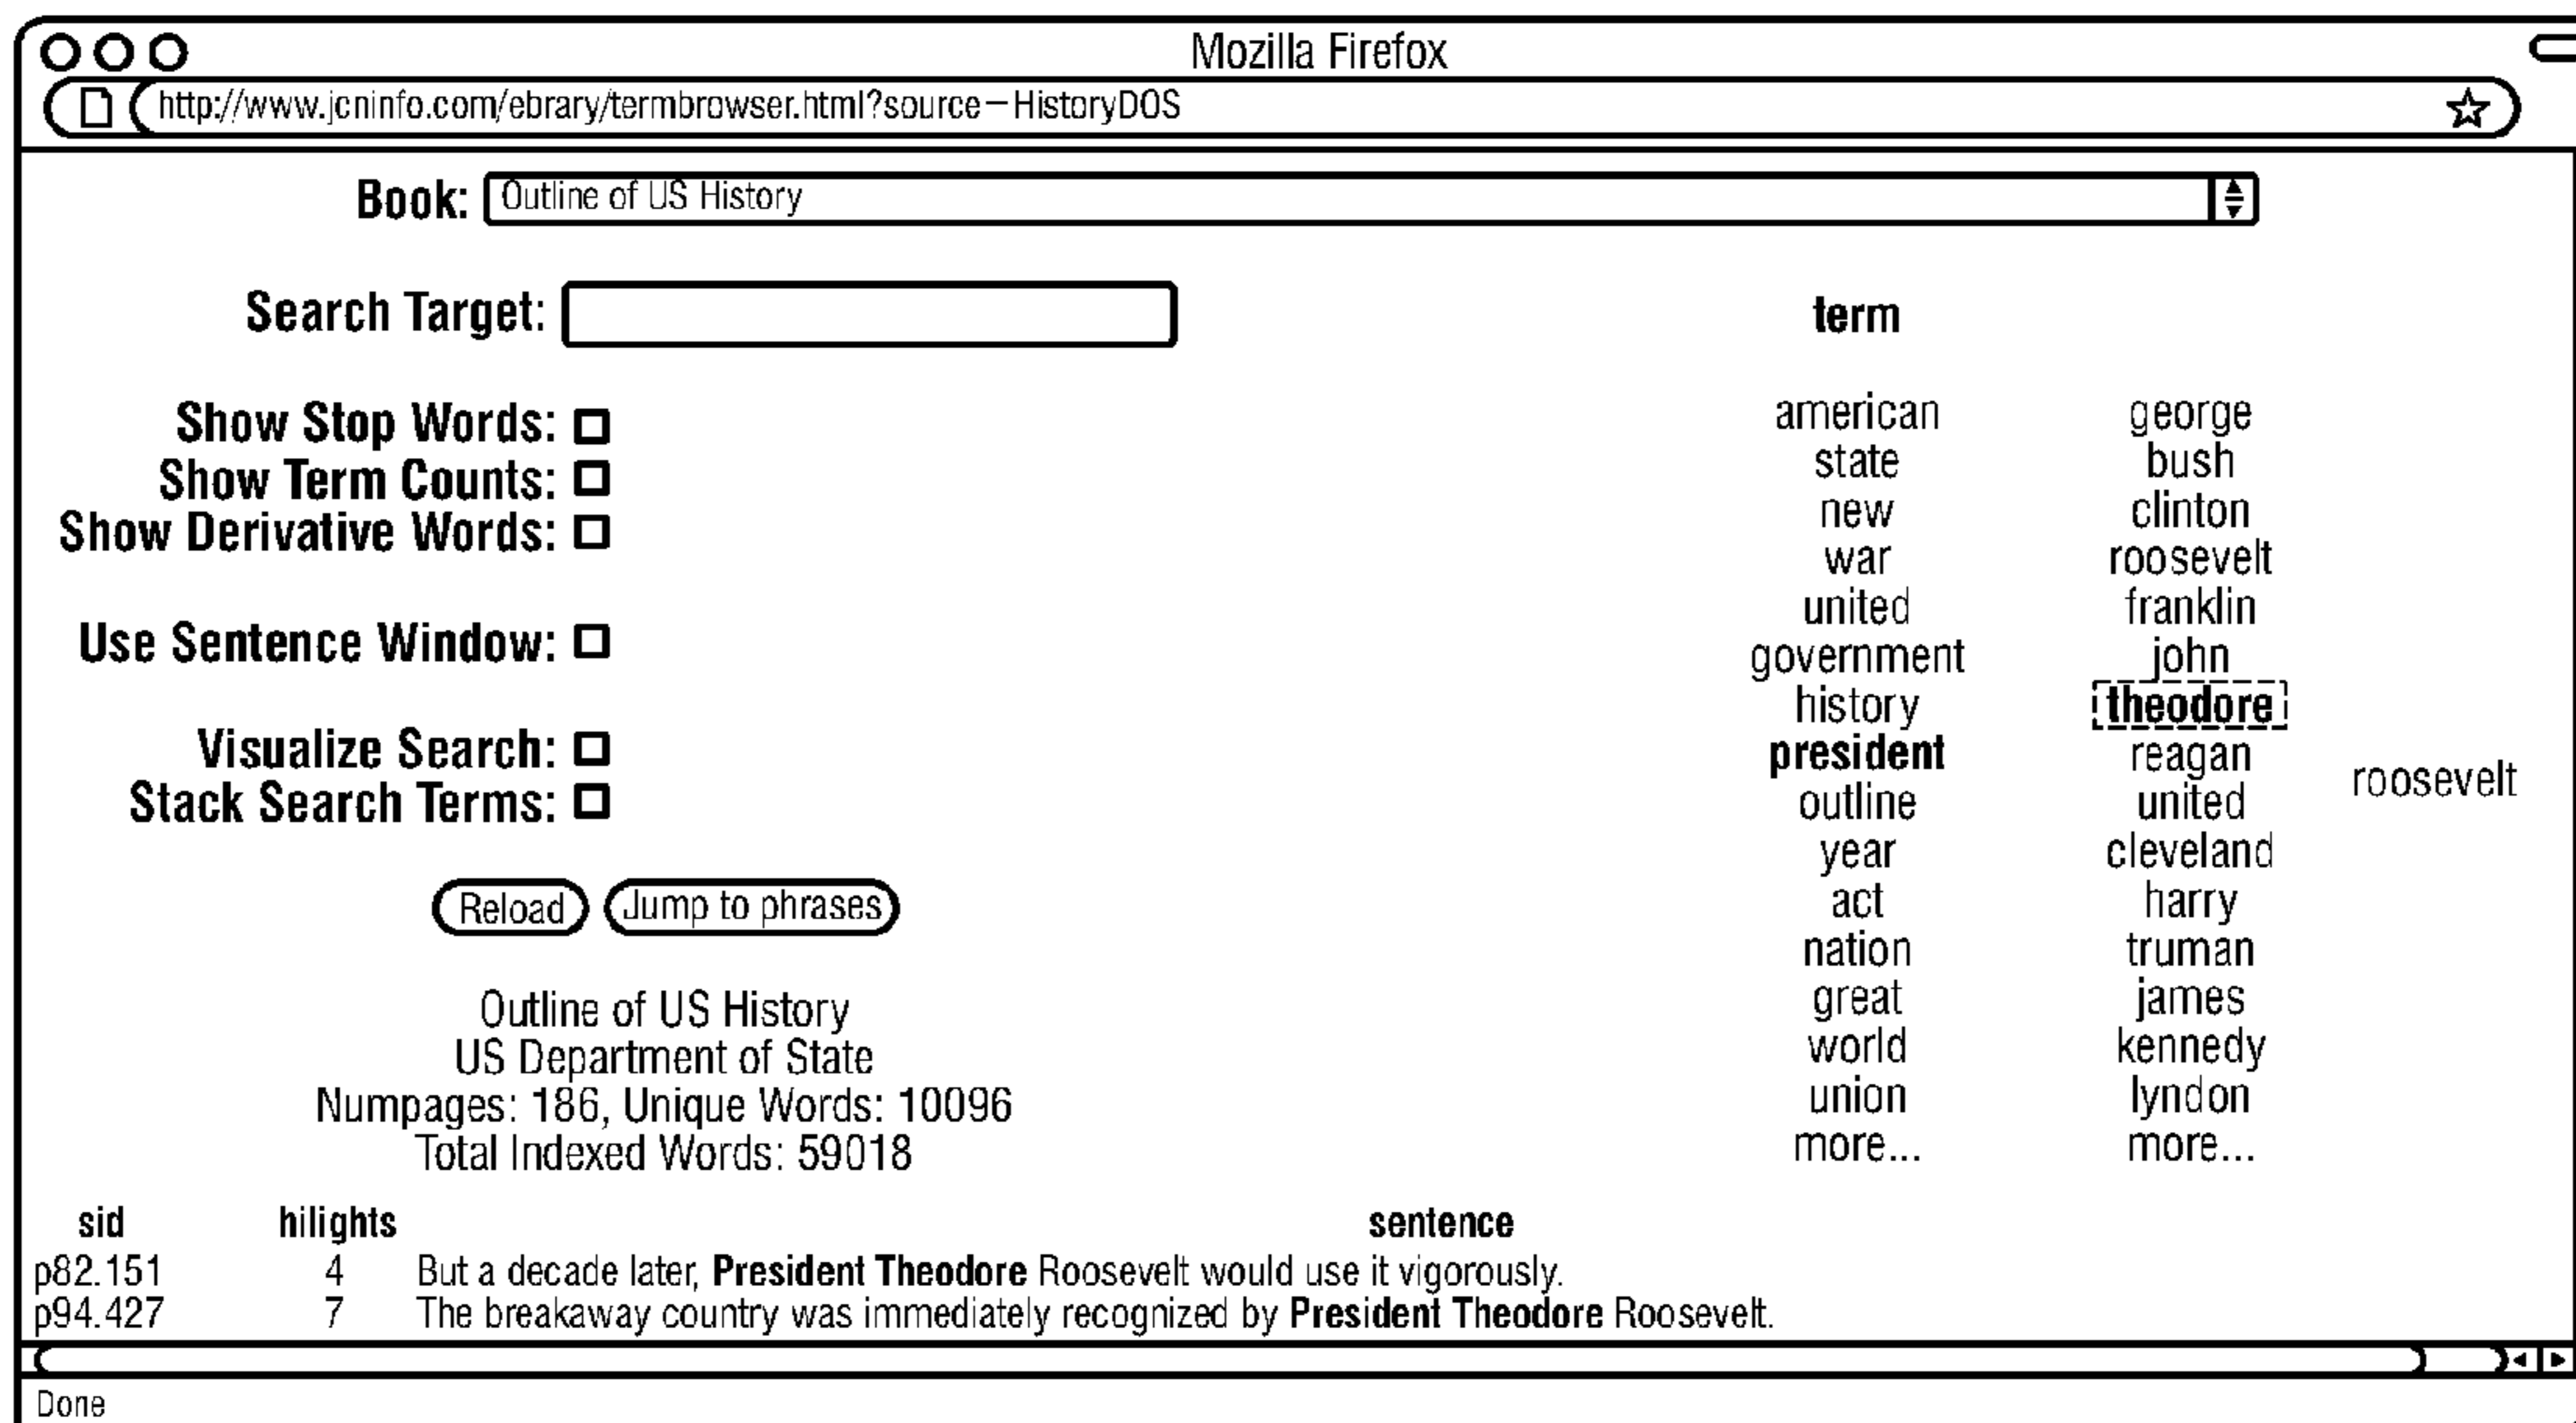 Mozilla Firefox
http://www.jcninfo.com/ebrary/termbrowser.html?source—HistoryDOS
Book: Outline of US History
Search Target:
term
Show Stop Words:
Show Term Counts:
Show Derivative Words:
Use Sentence Window:
Visualize Search:
Stack Search Terms:
Reload Jump to phrases
Outline of US History
US Department of State
Numpages: 186, Unique Words: 10096
Total Indexed Words: 59018
american
state
new
war
united
government
history
president
outline
year
act
nation
great
world
union
more...
george
bush
clinton
roosevelt
franklin
john
theodore
reagan
united
cleveland
harry
truman
james
kennedy
lyndon
more...
roosevelt
sid hilights sentence
p82.151 4 But a decade later, President Theodore Roosevelt would use it vigorously.
p94.427 7 The breakaway country was immediately recognized by President Theodore Roosevelt.
Done